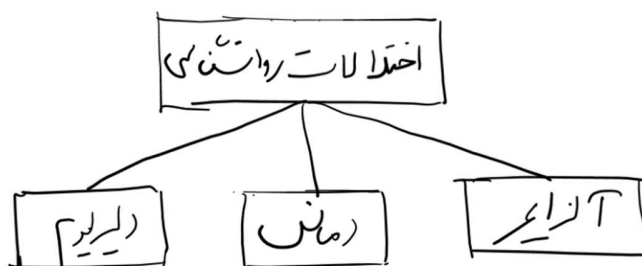 اختلالات روانشناسی
آلزایمر
دمانس
دلیریم